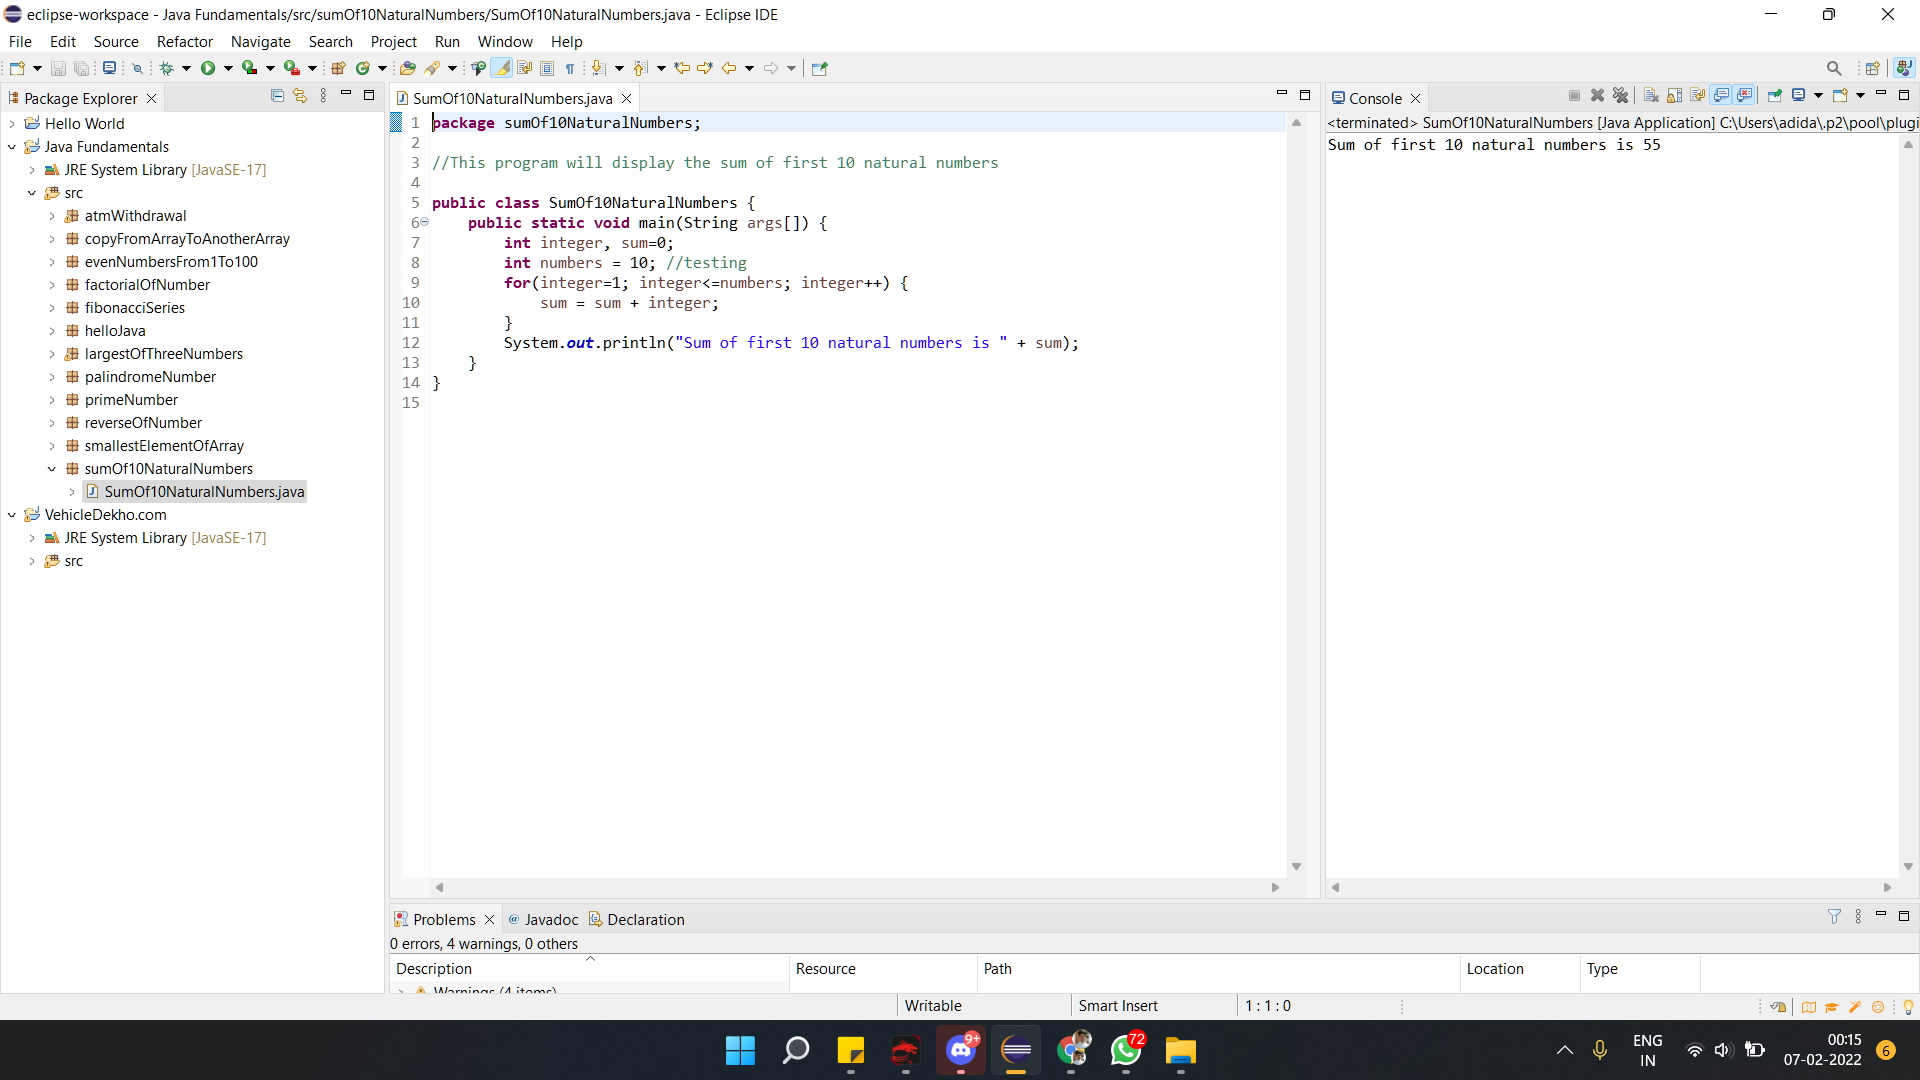 eclipse-workspace - Java Fundamentals/src/sumOf10NaturalNumbers/SumOf10NaturalNumbers.java - Eclipse IDE
File Edit Source Refactor Navigate Search Project Run Window Help
Package Explorer
Hello World
Java Fundamentals
JRE System Library [JavaSE-17]
src
atmWithdrawal
copyFromArrayToAnotherArray
evenNumbersFrom1To100
factorialOfNumber
fibonacciSeries
helloJava
largestOfThreeNumbers
palindromeNumber
primeNumber
reverseOfNumber
smallestElementOfArray
sumOf10NaturalNumbers
SumOf10NaturalNumbers.java
VehicleDekho.com
JRE System Library [JavaSE-17]
src
SumOf10NaturalNumbers.java
1 package sumOf10NaturalNumbers;
2
3 //This program will display the sum of first 10 natural numbers
4
5 public class SumOf10NaturalNumbers {
6 public static void main(String args[]) {
7 int integer, sum=0;
8 int numbers = 10; //testing
9 for(integer=1; integer<=numbers; integer++) {
10 sum = sum + integer;
11 }
12 System.out.println("Sum of first 10 natural numbers is " + sum);
13 }
14 }
15
Console
<terminated> SumOf10NaturalNumbers [Java Application] C:\Users\adida\.p2\pool\plugi
Sum of first 10 natural numbers is 55
Problems @ Javadoc Declaration
0 errors, 4 warnings, 0 others
Description Resource Path Location Type
Warnings (4 items)
Writable Smart Insert 1 : 1 : 0
9+ 72
ENG
IN
00:15
07-02-2022
6